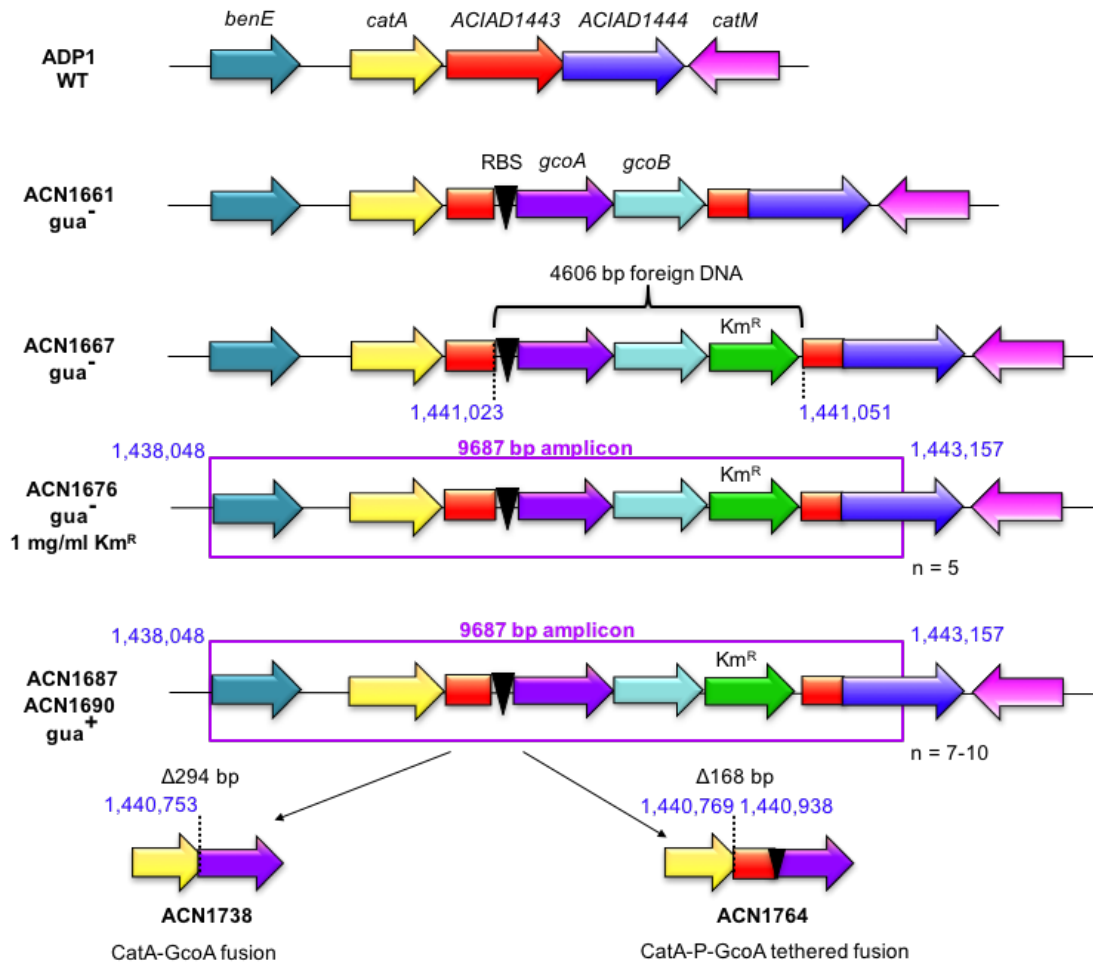 benE catA ACIAD1443 ACIAD1444 catM
ADP1
WT
RBS gcoA gcoB
ACN1661
gua-
4606 bp foreign DNA
KmR
ACN1667
gua-
1,441,023 1,441,051
1,438,048 9687 bp amplicon 1,443,157
KmR
ACN1676
gua-
1 mg/ml KmR
n = 5
1,438,048 9687 bp amplicon 1,443,157
KmR
ACN1687
ACN1690
gua+
n = 7-10
Δ294 bp Δ168 bp
1,440,753 1,440,769 1,440,938
ACN1738 ACN1764
CatA-GcoA fusion CatA-P-GcoA tethered fusion